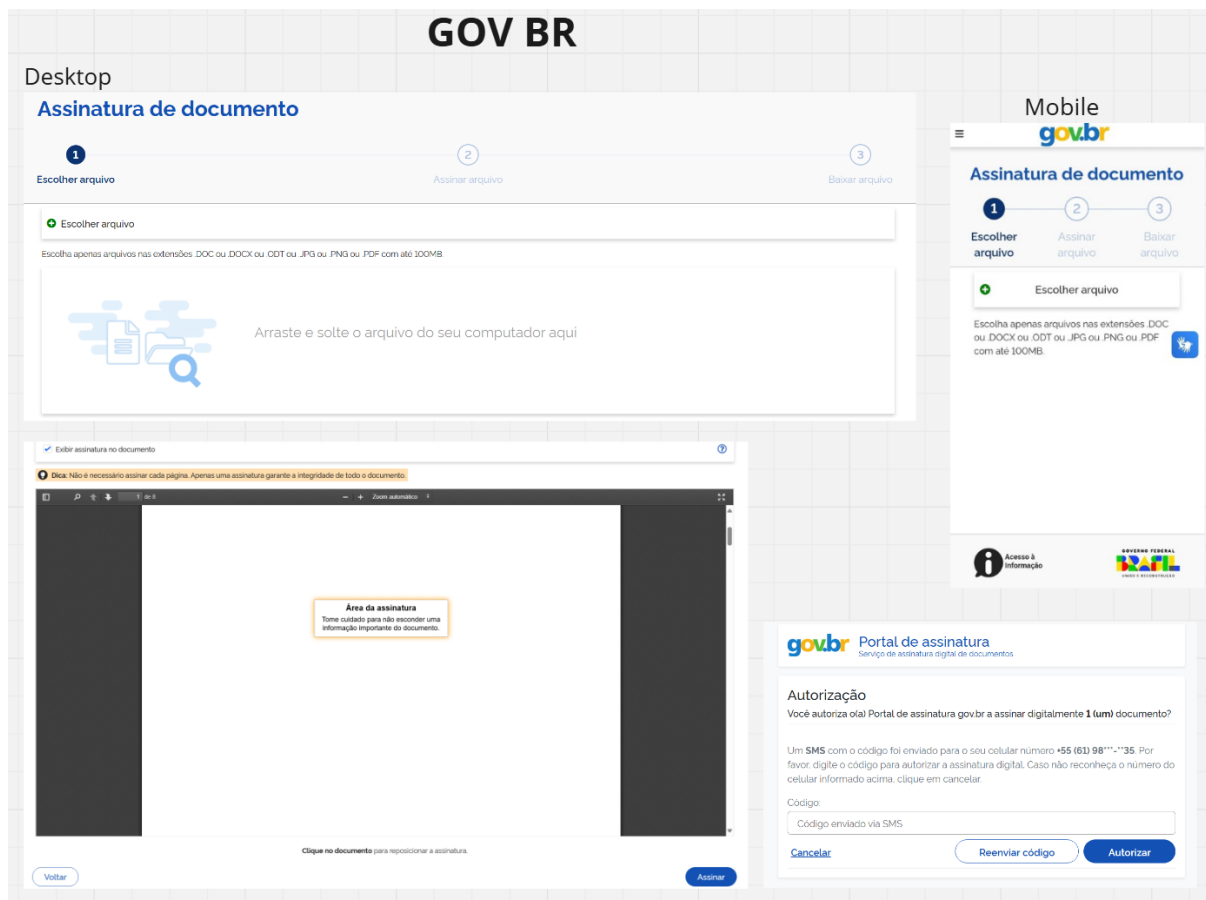 GOV BR
Desktop
Assinatura de documento
1
2
3
Escolher arquivo
Assinar arquivo
Baixar arquivo
Escolher arquivo
Escolha apenas arquivos nas extensões .DOC ou .DOCX ou .ODT ou .JPG ou .PNG ou .PDF com até 100MB.
Arraste e solte o arquivo do seu computador aqui
Exibir assinatura no documento
Dica: Não é necessário assinar cada página. Apenas uma assinatura garante a integridade de todo o documento.
1 de 8
Zoom automático
Área da assinatura
Tome cuidado para não esconder uma
informação importante do documento.
Clique no documento para reposicionar a assinatura.
Voltar
Assinar
Mobile
gov.br
Assinatura de documento
1
2
3
Escolher
arquivo
Assinar
arquivo
Baixar
arquivo
Escolher arquivo
Escolha apenas arquivos nas extensões .DOC
ou .DOCX ou .ODT ou .JPG ou .PNG ou .PDF
com até 100MB.
Acesso à
Informação
GOVERNO FEDERAL
BRASIL
UNIÃO E RECONSTRUÇÃO
gov.br
Portal de assinatura
Serviço de assinatura digital de documentos
Autorização
Você autoriza o(a) Portal de assinatura gov.br a assinar digitalmente 1 (um) documento?
Um SMS com o código foi enviado para o seu celular número +55 (61) 98***-**35. Por
favor, digite o código para autorizar a assinatura digital. Caso não reconheça o número do
celular informado acima, clique em cancelar.
Código:
Código enviado via SMS
Cancelar
Reenviar código
Autorizar